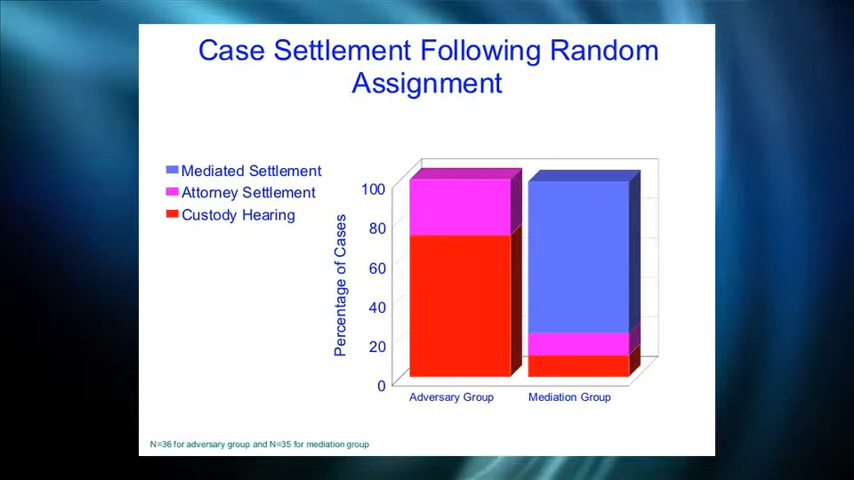 Case Settlement Following Random
Assignment
Mediated Settlement
Attorney Settlement
Custody Hearing
Percentage of Cases
100
80
60
40
20
0
Adversary Group
Mediation Group
N=36 for adversary group and N=35 for mediation group